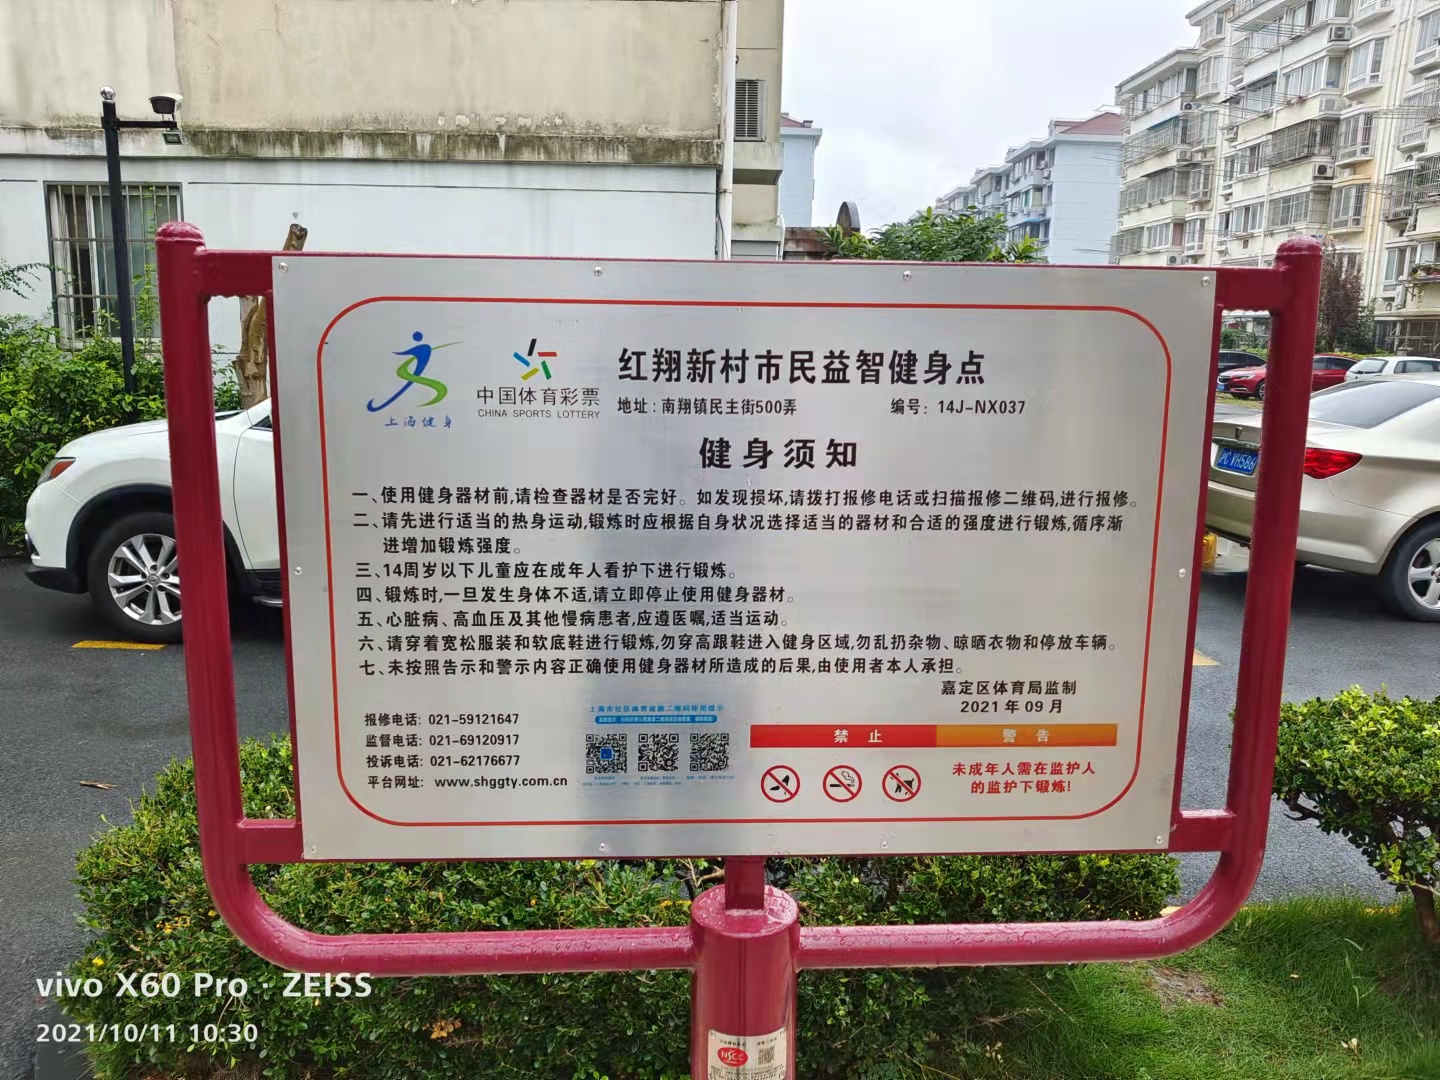 红翔新村市民益智健身点
上海健身
中国体育彩票
CHINA SPORTS LOTTERY
地址：南翔镇民主街500弄 编号：14J-NX037
健身须知
一、使用健身器材前,请检查器材是否完好。如发现损坏,请拨打报修电话或扫描报修二维码,进行报修。
二、请先进行适当的热身运动,锻炼时应根据自身状况选择适当的器材和合适的强度进行锻炼,循序渐
进增加锻炼强度。
三、14周岁以下儿童应在成年人看护下进行锻炼。
四、锻炼时,一旦发生身体不适,请立即停止使用健身器材。
五、心脏病、高血压及其他慢病患者,应遵医嘱,适当运动。
六、请穿着宽松服装和软底鞋进行锻炼,勿穿高跟鞋进入健身区域,勿乱扔杂物、晾晒衣物和停放车辆。
七、未按照告示和警示内容正确使用健身器材所造成的后果,由使用者本人承担。
嘉定区体育局监制
2021年09月
报修电话：021-59121647
监督电话：021-69120917
投诉电话：021-62176677
平台网址：www.shggty.com.cn
上海市社区体育设施二维码使用提示
禁止 警告
未成年人需在监护人
的监护下锻炼!
NSCC
vivo X60 Pro · ZEISS
2021/10/11 10:30